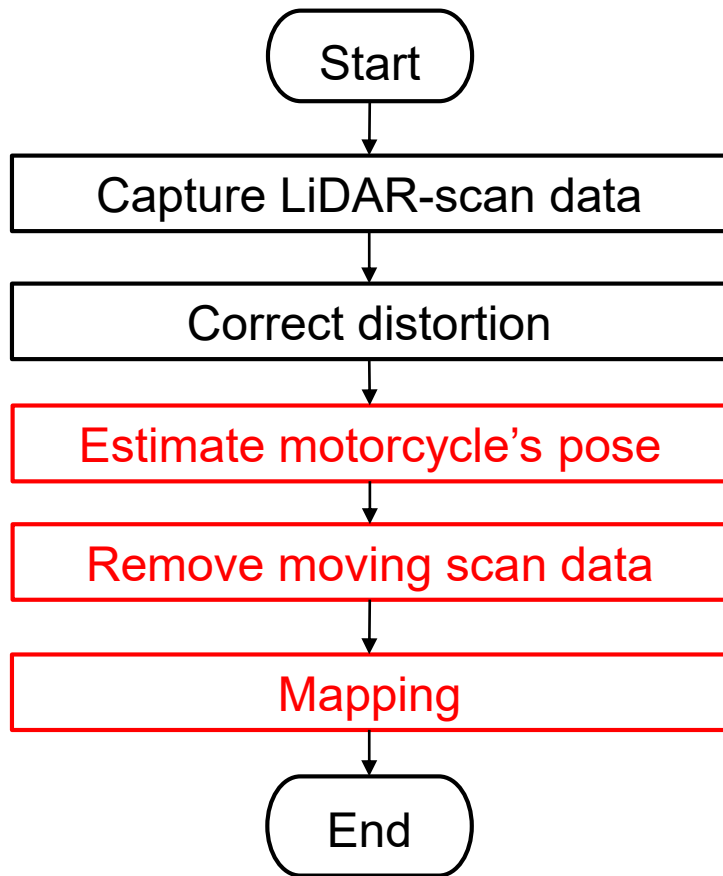 Start
Capture LiDAR-scan data
Correct distortion
Estimate motorcycle’s pose
Remove moving scan data
Mapping
End